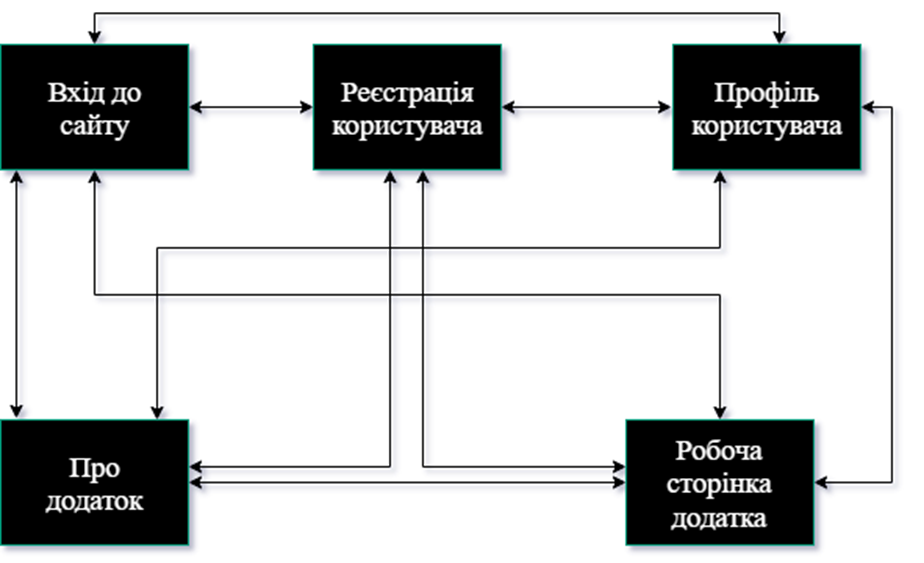 Вхід до
сайту
Реєстрація
користувача
Профіль
користувача
Про
додаток
Робоча
сторінка
додатка